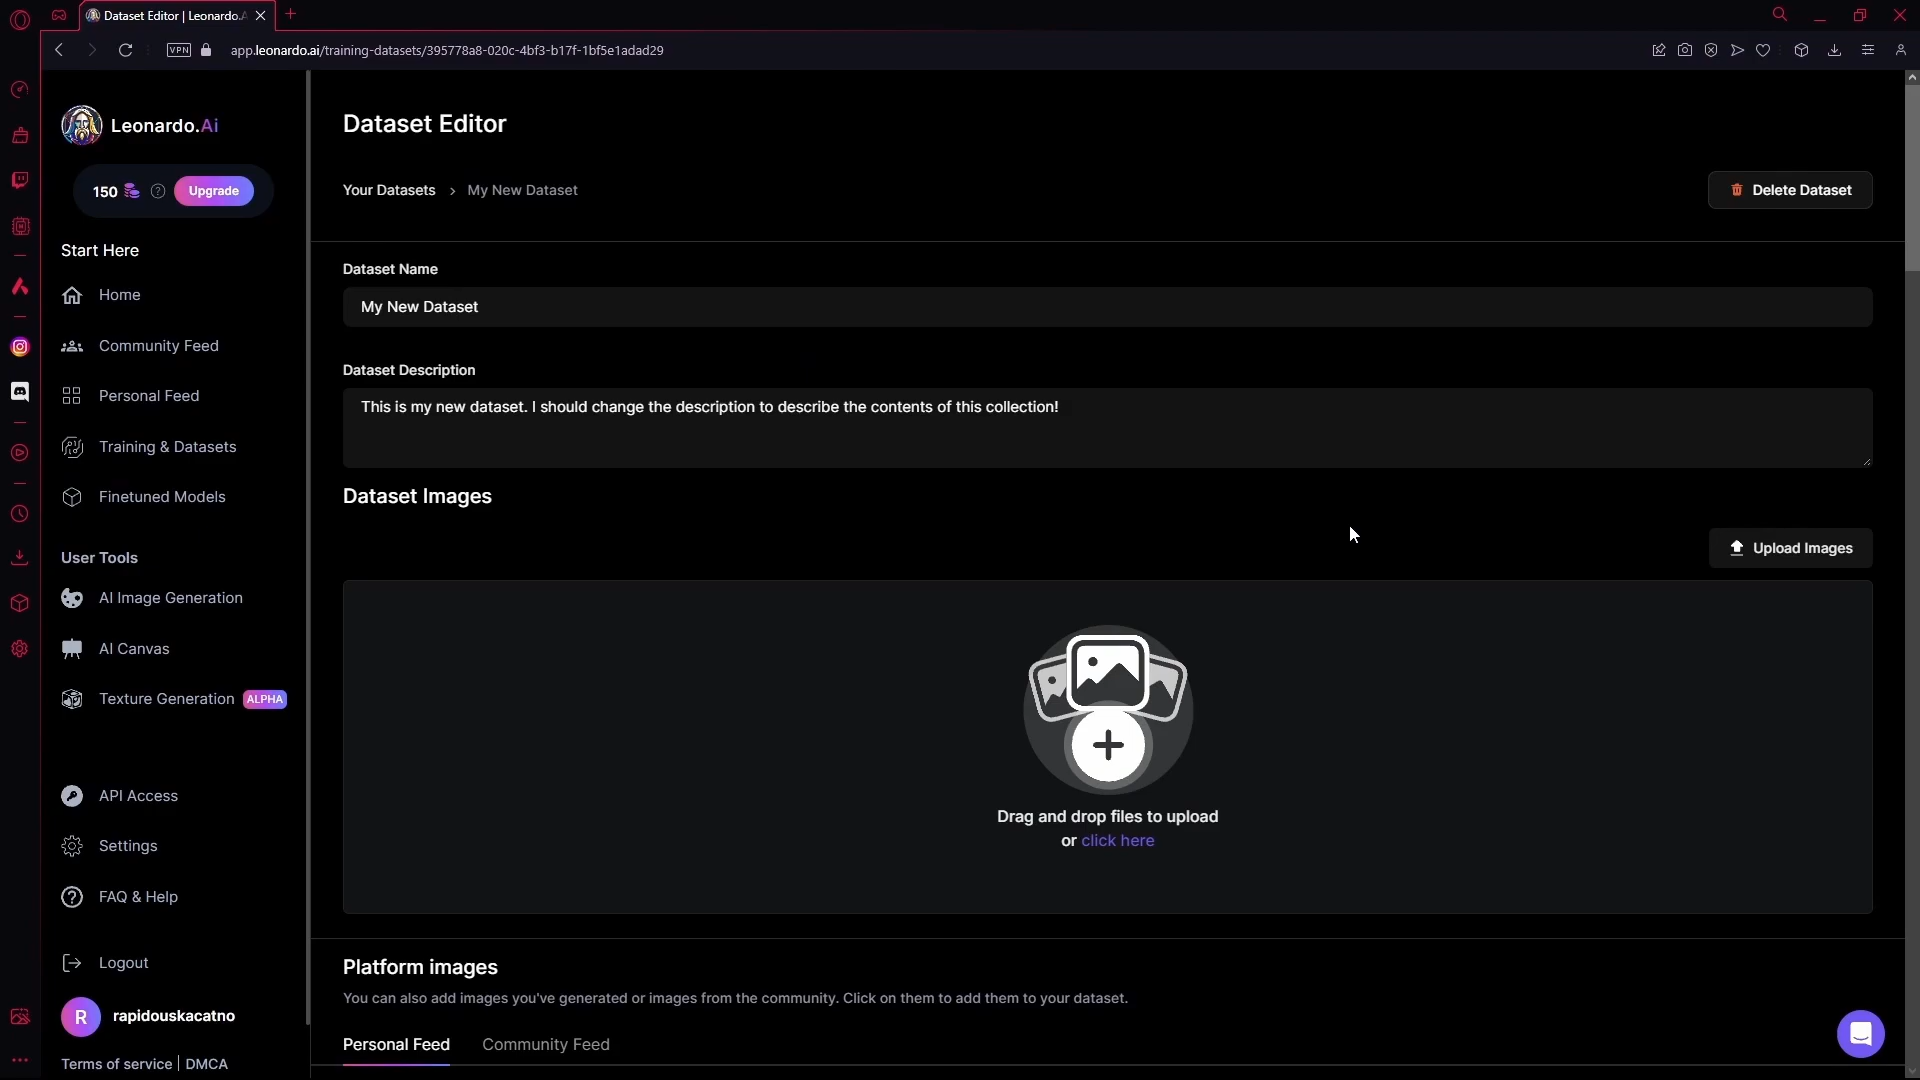 Dataset Editor | Leonardo.A
VPN
app.leonardo.ai/training-datasets/395778a8-020c-4bf3-b17f-1bf5e1adad29
Leonardo.Ai
150
Upgrade
Start Here
Home
Community Feed
Personal Feed
Training & Datasets
Finetuned Models
User Tools
AI Image Generation
AI Canvas
Texture Generation ALPHA
API Access
Settings
FAQ & Help
Logout
R rapidouskacatno
Terms of service | DMCA
Dataset Editor
Your Datasets > My New Dataset
Delete Dataset
Dataset Name
My New Dataset
Dataset Description
This is my new dataset. I should change the description to describe the contents of this collection!
Dataset Images
Upload Images
Drag and drop files to upload
or click here
Platform images
You can also add images you've generated or images from the community. Click on them to add them to your dataset.
Personal Feed Community Feed